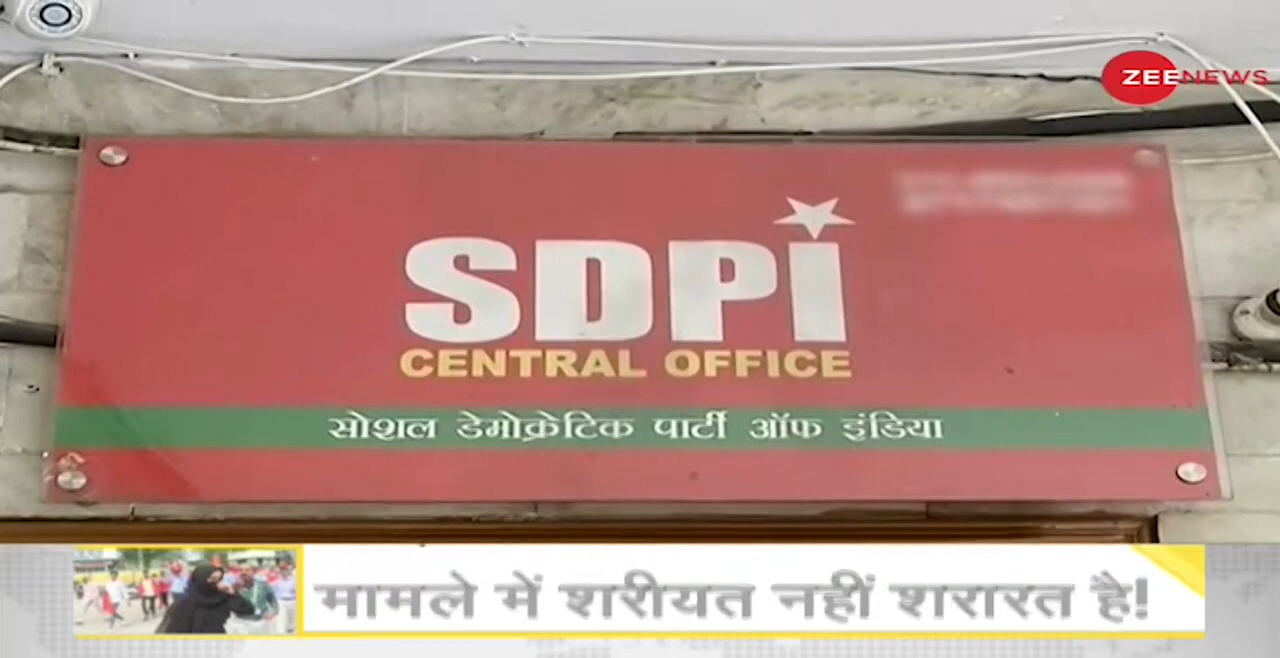 ZEENEWS
SDPI
CENTRAL OFFICE
सोशल डेमोक्रेटिक पार्टी ऑफ इंडिया
मामले में शरीयत नहीं शरारत है!